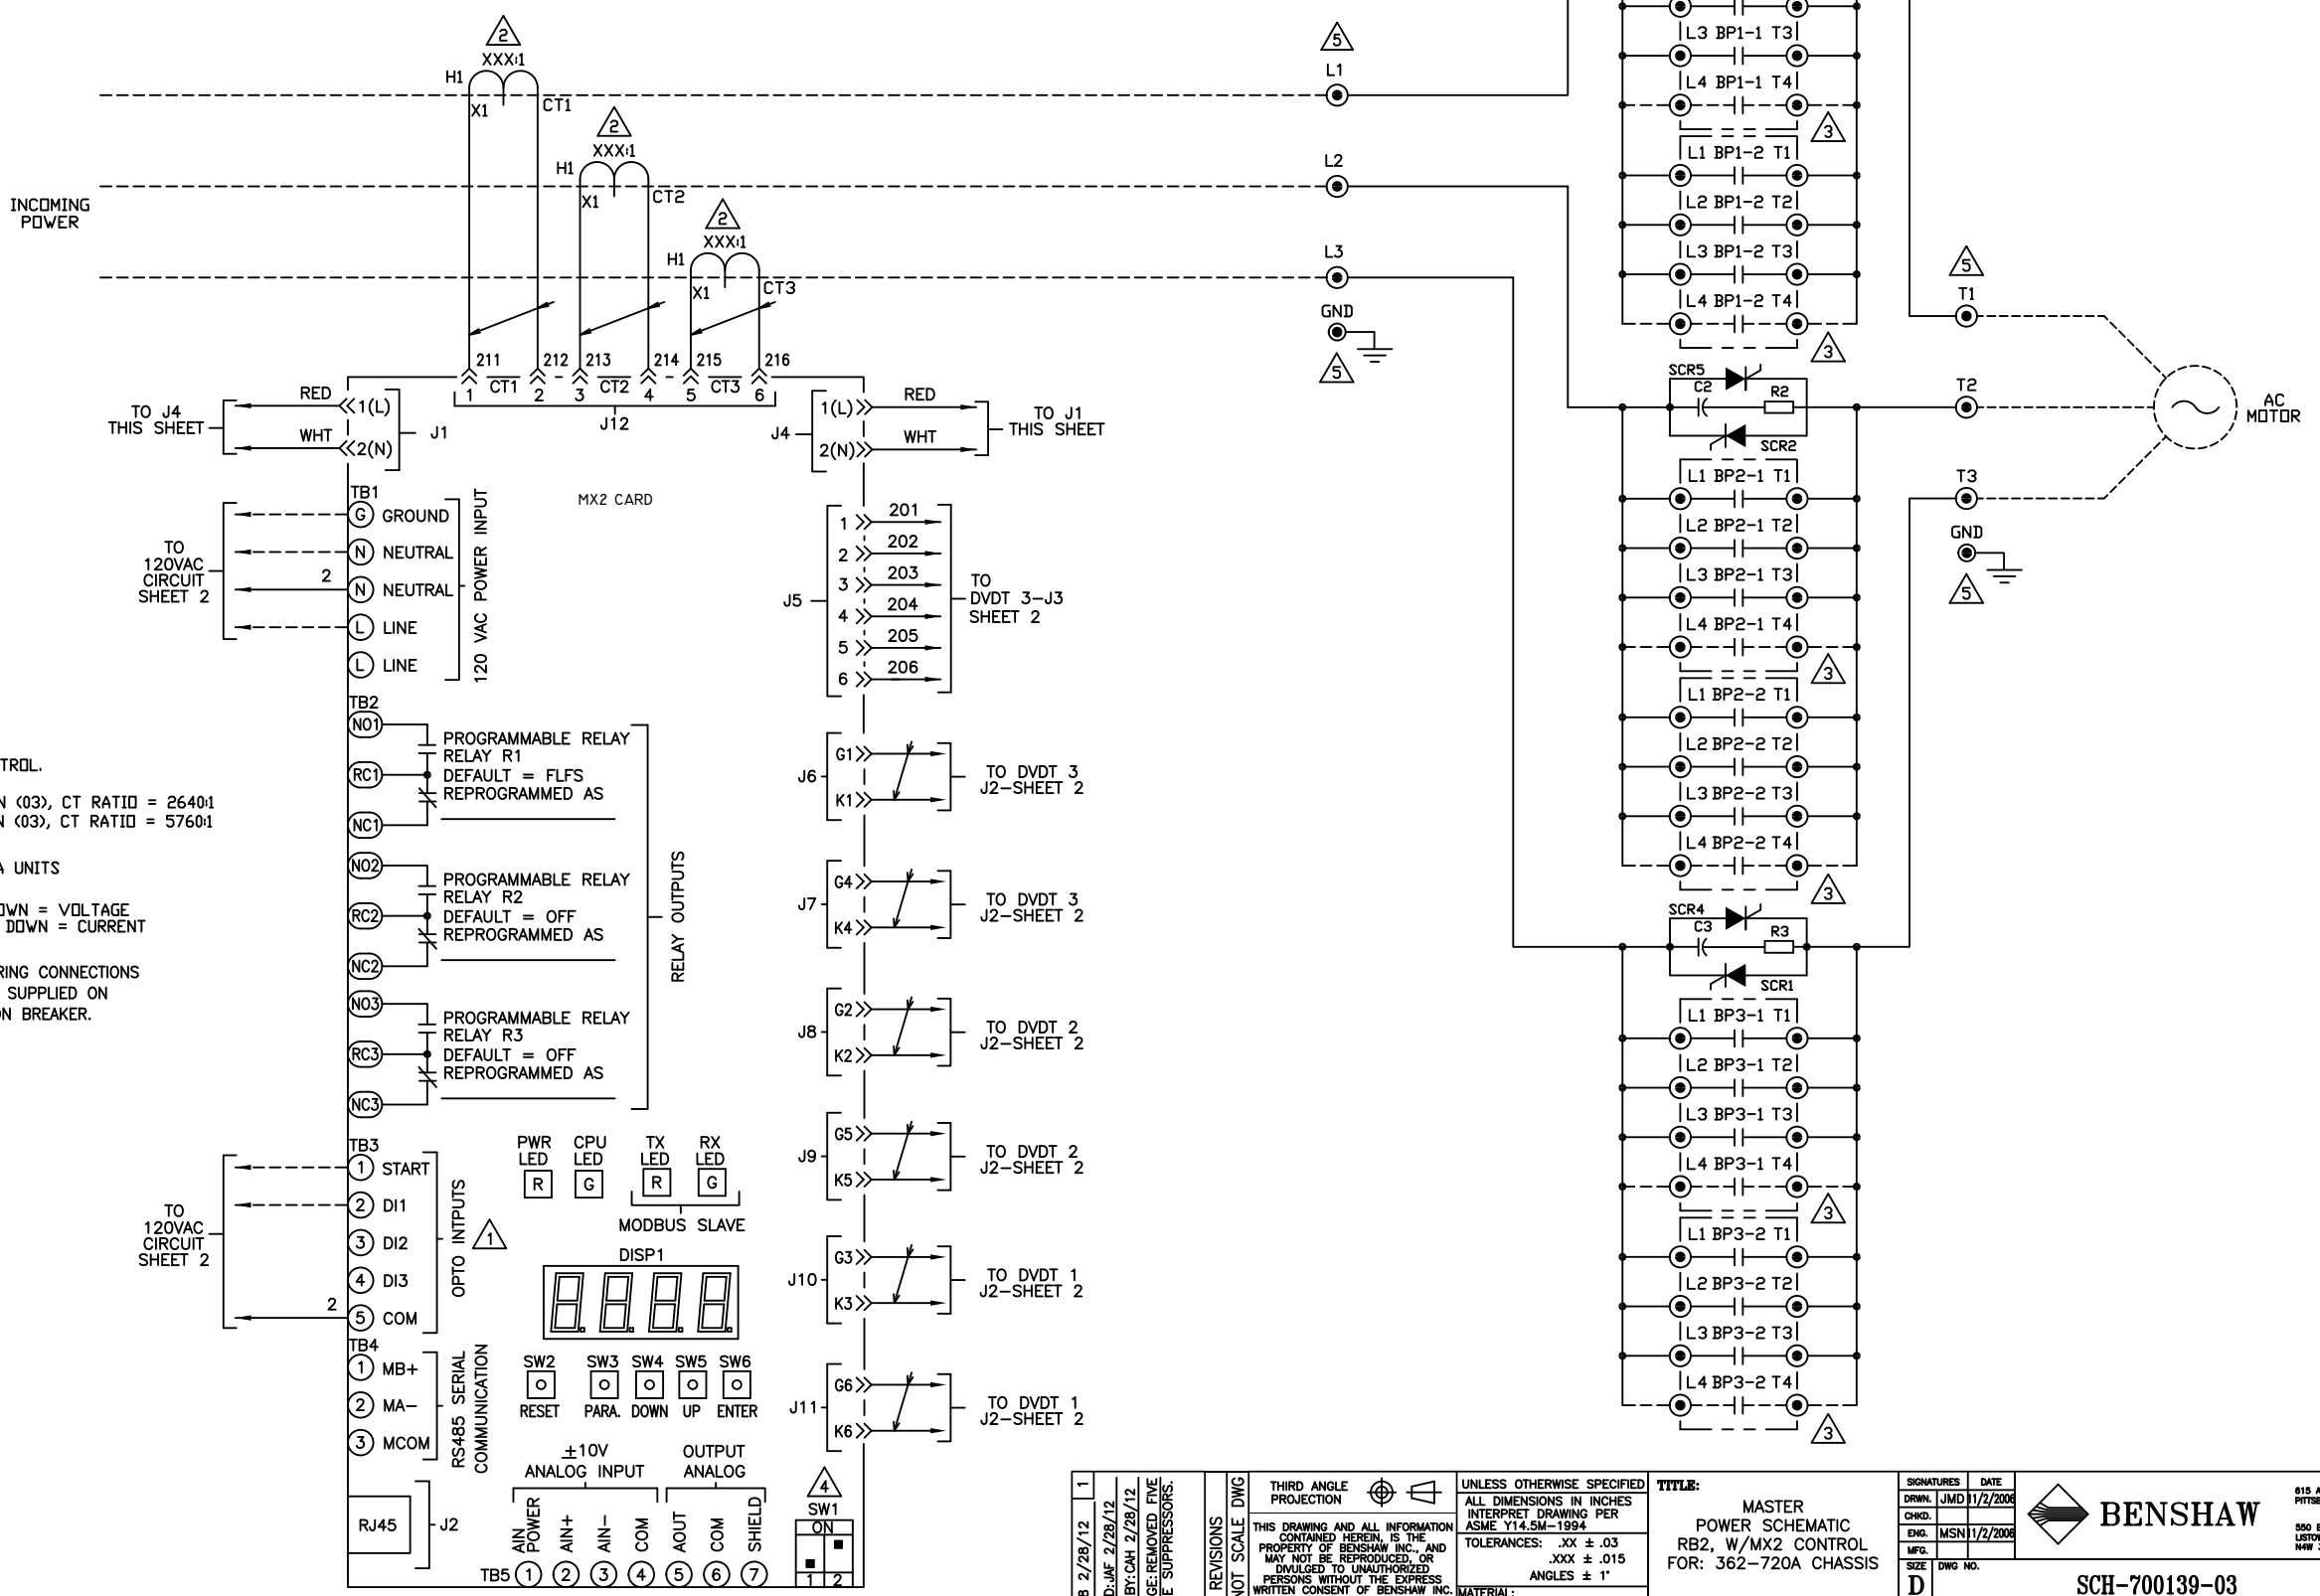 2
XXX:1
H1
X1
CT1
2
XXX:1
H1
X1
CT2
2
XXX:1
H1
X1
CT3
INCOMING
POWER
5
L1
L2
L3
GND
5
211
212
213
214
215
216
CT1
CT2
CT3
1
2
3
4
5
6
J12
TO J4
THIS SHEET
RED
WHT
1(L)
2(N)
J1
J4
1(L)
2(N)
RED
WHT
TO J1
THIS SHEET
MX2 CARD
TO
120VAC
CIRCUIT
SHEET 2
2
TB1
G GROUND
N NEUTRAL
N NEUTRAL
L LINE
L LINE
120 VAC POWER INPUT
J5
1 201
2 202
3 203
4 204
5 205
6 206
TO
DVDT 3-J3
SHEET 2
TB2
NO1
RC1
NC1
PROGRAMMABLE RELAY
RELAY R1
DEFAULT = FLFS
REPROGRAMMED AS
NO2
RC2
NC2
PROGRAMMABLE RELAY
RELAY R2
DEFAULT = OFF
REPROGRAMMED AS
NO3
RC3
NC3
PROGRAMMABLE RELAY
RELAY R3
DEFAULT = OFF
REPROGRAMMED AS
RELAY OUTPUTS
TROL.
N (03), CT RATIO = 2640:1
N (03), CT RATIO = 5760:1
A UNITS
OWN = VOLTAGE
DOWN = CURRENT
RING CONNECTIONS
SUPPLIED ON
ON BREAKER.
J6
G1
K1
TO DVDT 3
J2-SHEET 2
J7
G4
K4
TO DVDT 3
J2-SHEET 2
J8
G2
K2
TO DVDT 2
J2-SHEET 2
J9
G5
K5
TO DVDT 2
J2-SHEET 2
J10
G3
K3
TO DVDT 1
J2-SHEET 2
J11
G6
K6
TO DVDT 1
J2-SHEET 2
TO
120VAC
CIRCUIT
SHEET 2
2
TB3
1 START
2 DI1
3 DI2
4 DI3
5 COM
OPTO INTPUTS
1
TB4
1 MB+
2 MA-
3 MCOM
RS485 SERIAL
COMMUNICATION
RJ45
J2
PWR
LED
R
CPU
LED
G
TX
LED
R
RX
LED
G
MODBUS SLAVE
DISP1
SW2
RESET
SW3
PARA.
SW4
DOWN
SW5
UP
SW6
ENTER
±10V
ANALOG INPUT
OUTPUT
ANALOG
AIN
POWER
AIN+
AIN-
COM
AOUT
COM
SHIELD
TB5 1 2 3 4 5 6 7
4
SW1
ON
1 2
L3 BP1-1 T3
L4 BP1-1 T4
3
L1 BP1-2 T1
L2 BP1-2 T2
L3 BP1-2 T3
L4 BP1-2 T4
3
SCR5
C2
R2
SCR2
L1 BP2-1 T1
L2 BP2-1 T2
L3 BP2-1 T3
L4 BP2-1 T4
3
L1 BP2-2 T1
L2 BP2-2 T2
L3 BP2-2 T3
L4 BP2-2 T4
3
SCR4
C3
R3
SCR1
L1 BP3-1 T1
L2 BP3-1 T2
L3 BP3-1 T3
L4 BP3-1 T4
3
L1 BP3-2 T1
L2 BP3-2 T2
L3 BP3-2 T3
L4 BP3-2 T4
3
5
T1
T2
T3
GND
5
AC
MOTOR
1
B 2/28/12
D:JAF 2/28/12
BY:CAH 2/28/12
GE:REMOVED FIVE
E SUPPRESSORS.
REVISIONS
NOT SCALE DWG
THIRD ANGLE
PROJECTION
THIS DRAWING AND ALL INFORMATION
CONTAINED HEREIN, IS THE
PROPERTY OF BENSHAW INC., AND
MAY NOT BE REPRODUCED, OR
DIVULGED TO UNAUTHORIZED
PERSONS WITHOUT THE EXPRESS
WRITTEN CONSENT OF BENSHAW INC.
UNLESS OTHERWISE SPECIFIED
ALL DIMENSIONS IN INCHES
INTERPRET DRAWING PER
ASME Y14.5M-1994
TOLERANCES: .XX ± .03
.XXX ± .015
ANGLES ± 1°
MATERIAL:
TITLE:
MASTER
POWER SCHEMATIC
RB2, W/MX2 CONTROL
FOR: 362-720A CHASSIS
SIGNATURES DATE
DRWN. JMD 11/2/2006
CHKD.
ENG. MSN 11/2/2006
MFG.
SIZE DWG NO.
D
SCH-700139-03
BENSHAW
615 A
PITTSB
550 B
LISTOW
N4W 3